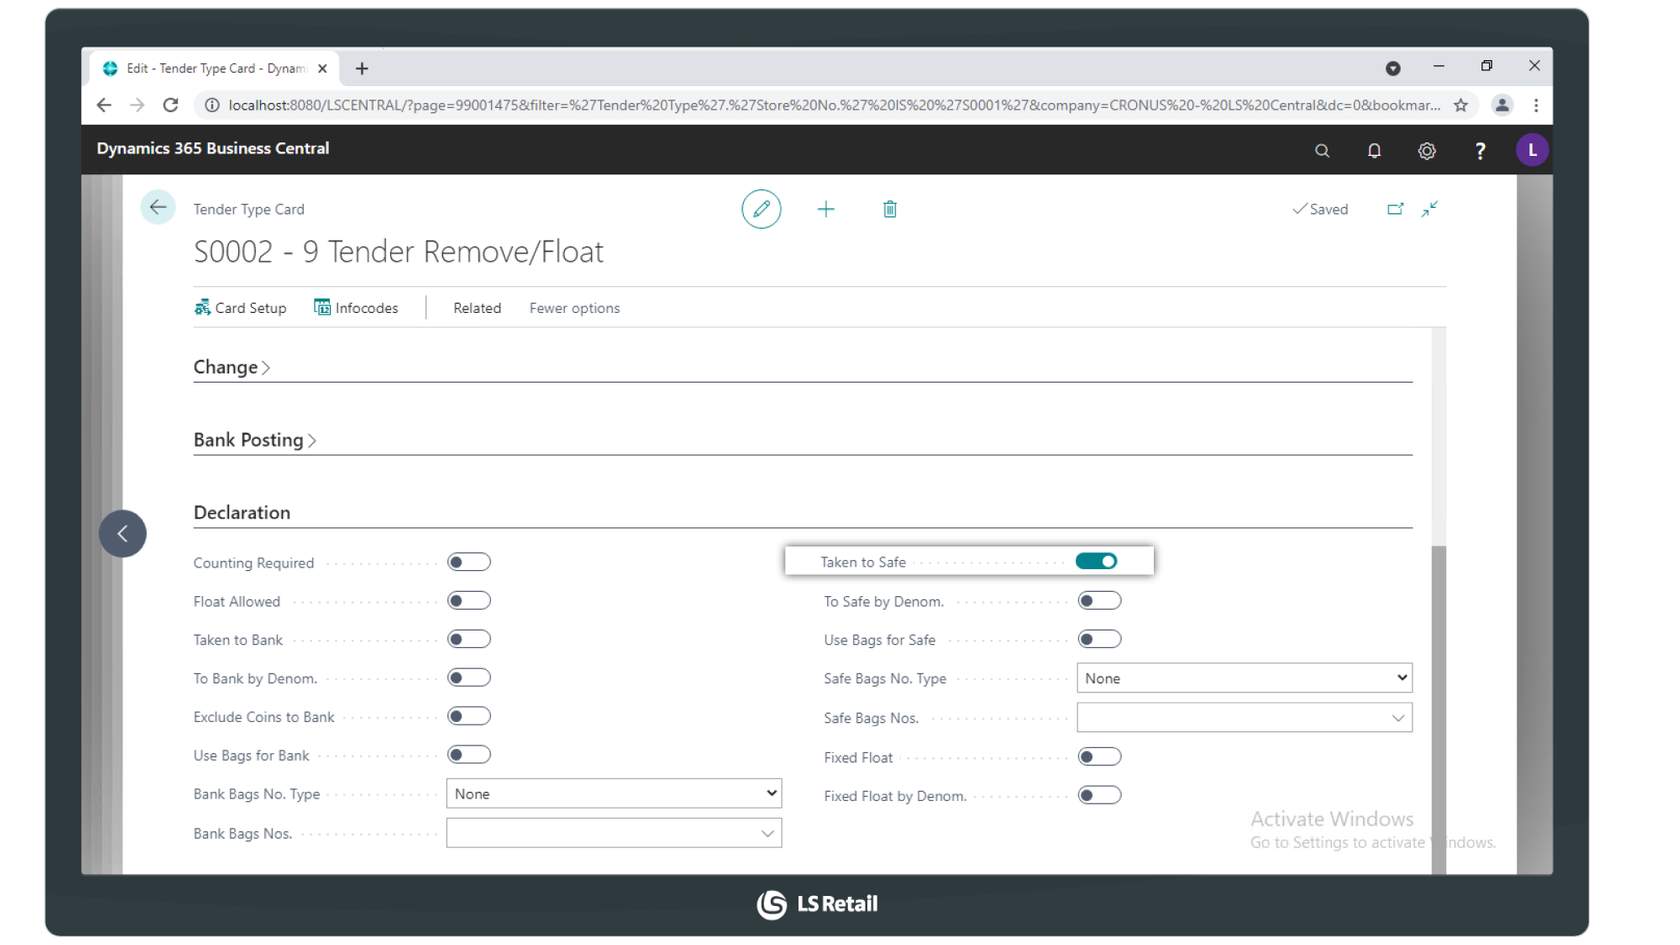 Edit - Tender Type Card - Dynam
localhost:8080/LSCENTRAL/?page=99001475&filter=%27Tender%20Type%27.%27Store%20No.%27%20IS%20%27S0001%27&company=CRONUS%20-%20LS%20Central&dc=0&bookmar...
Dynamics 365 Business Central
? L
Tender Type Card
Saved
S0002 - 9 Tender Remove/Float
Card Setup Infocodes Related Fewer options
Change
Bank Posting
Declaration
Counting Required Taken to Safe
Float Allowed To Safe by Denom.
Taken to Bank Use Bags for Safe
To Bank by Denom. Safe Bags No. Type None
Exclude Coins to Bank Safe Bags Nos.
Use Bags for Bank Fixed Float
Bank Bags No. Type None Fixed Float by Denom.
Bank Bags Nos.
Activate Windows
Go to Settings to activate Windows.
LS Retail